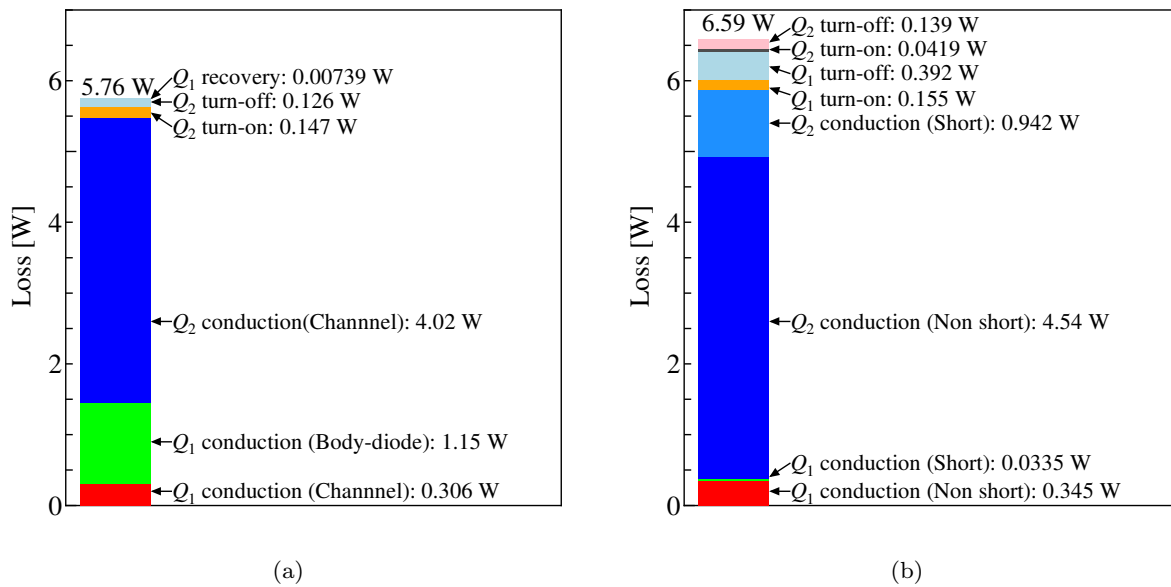 5.76 W
Q1 recovery: 0.00739 W
Q2 turn-off: 0.126 W
Q2 turn-on: 0.147 W
Q2 conduction(Channnel): 4.02 W
Q1 conduction (Body-diode): 1.15 W
Q1 conduction (Channnel): 0.306 W
Loss [W]
6
4
2
0
(a)
6.59 W
Q2 turn-off: 0.139 W
Q2 turn-on: 0.0419 W
Q1 turn-off: 0.392 W
Q1 turn-on: 0.155 W
Q2 conduction (Short): 0.942 W
Q2 conduction (Non short): 4.54 W
Q1 conduction (Short): 0.0335 W
Q1 conduction (Non short): 0.345 W
Loss [W]
6
4
2
0
(b)